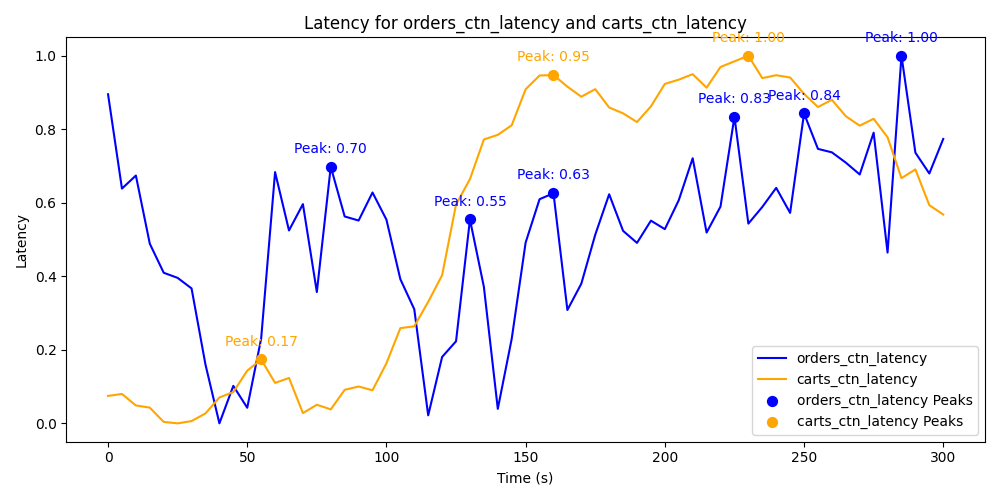 Latency for orders_ctn_latency and carts_ctn_latency
Peak: 1.00
Peak: 1.00
Peak: 0.95
Peak: 0.83
Peak: 0.84
Peak: 0.70
Peak: 0.63
Peak: 0.55
Peak: 0.17
Latency
1.0
0.8
0.6
0.4
0.2
0.0
orders_ctn_latency
carts_ctn_latency
orders_ctn_latency Peaks
carts_ctn_latency Peaks
0 50 100 150 200 250 300
Time (s)